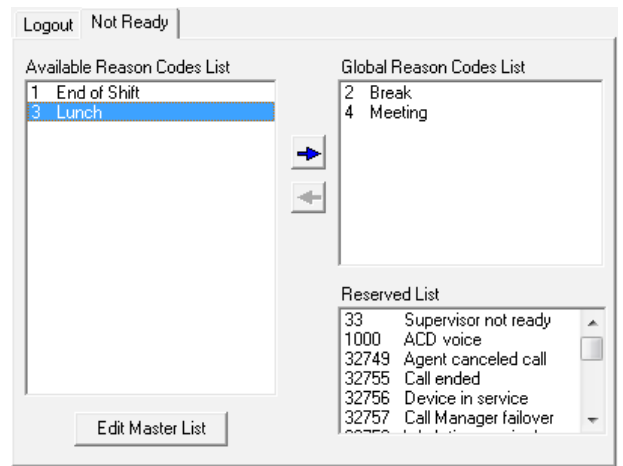 Logout Not Ready
Available Reason Codes List
1 End of Shift
3 Lunch
Global Reason Codes List
2 Break
4 Meeting
Reserved List
33 Supervisor not ready
1000 ACD voice
32749 Agent canceled call
32755 Call ended
32756 Device in service
32757 Call Manager failover
Edit Master List